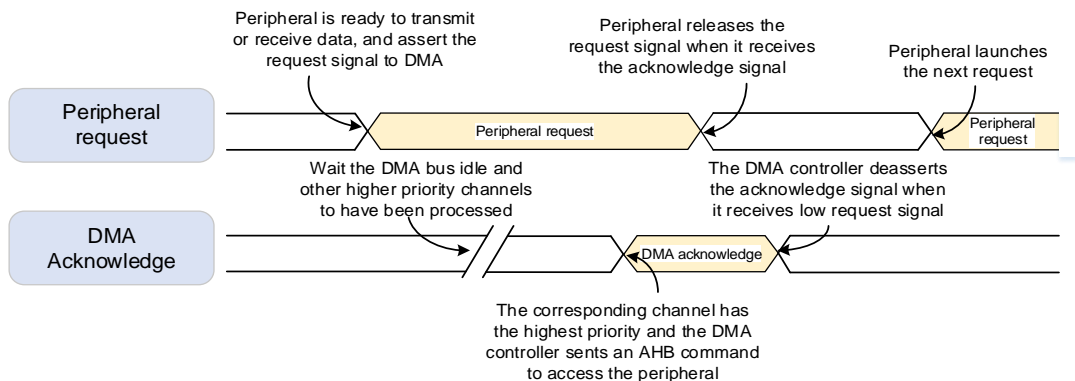 Peripheral is ready to transmit
or receive data, and assert the
request signal to DMA
Peripheral releases the
request signal when it receives
the acknowledge signal
Peripheral launches
the next request
Peripheral
request
Peripheral request
Peripheral
request
Wait the DMA bus idle and
other higher priority channels
to have been processed
The DMA controller deasserts
the acknowledge signal when
it receives low request signal
DMA
Acknowledge
DMA acknowledge
The corresponding channel has
the highest priority and the DMA
controller sents an AHB command
to access the peripheral